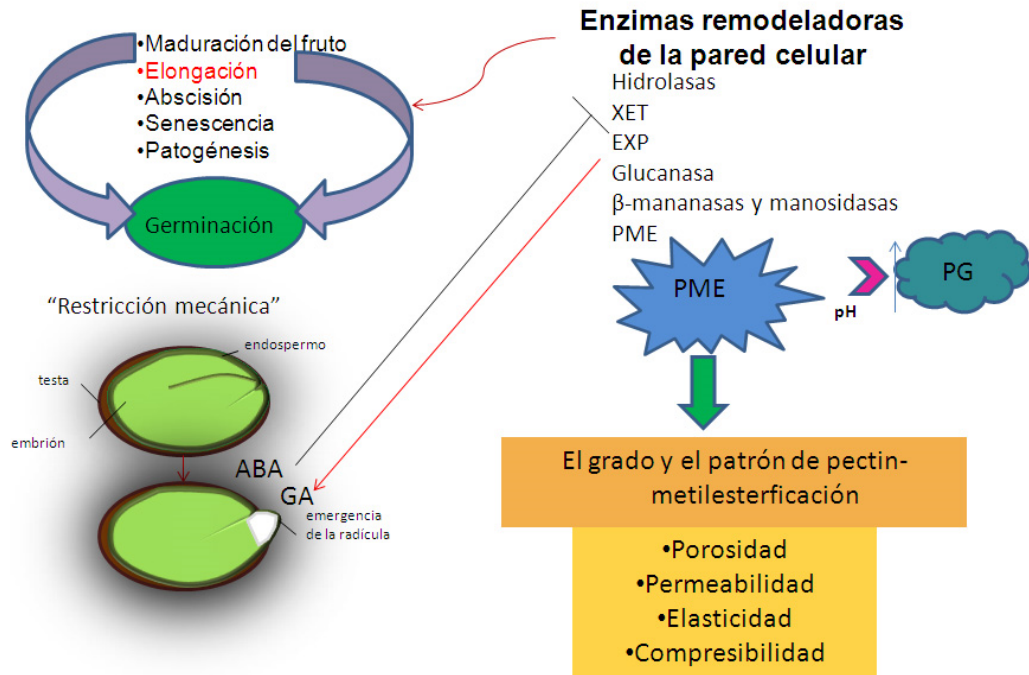 •Maduración del fruto
•Elongación
•Abscisión
•Senescencia
•Patogénesis
Germinación
Enzimas remodeladoras
de la pared celular
Hidrolasas
XET
EXP
Glucanasa
β-mananasas y manosidasas
PME
PME
pH
PG
“Restricción mecánica”
endospermo
testa
embrión
ABA
GA
emergencia
de la radícula
El grado y el patrón de pectin-
metilesterficación
•Porosidad
•Permeabilidad
•Elasticidad
•Compresibilidad